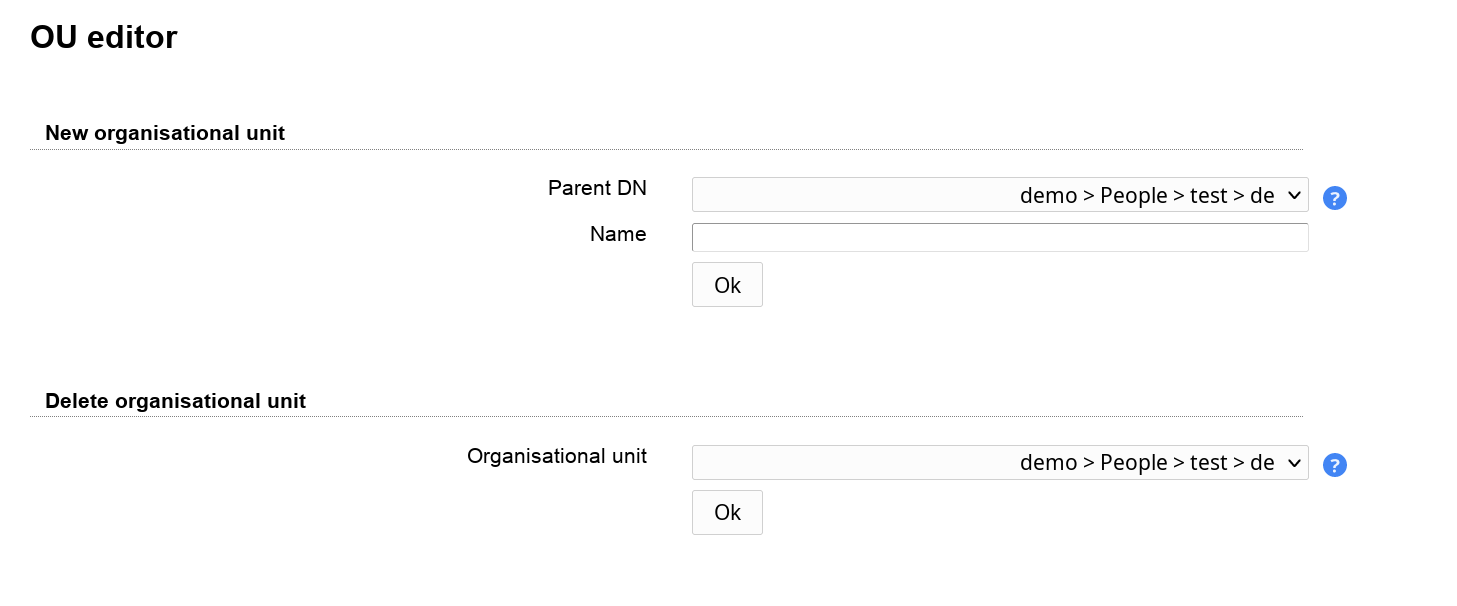 OU editor
New organisational unit
Parent DN demo > People > test > de ?
Name
Ok
Delete organisational unit
Organisational unit demo > People > test > de ?
Ok